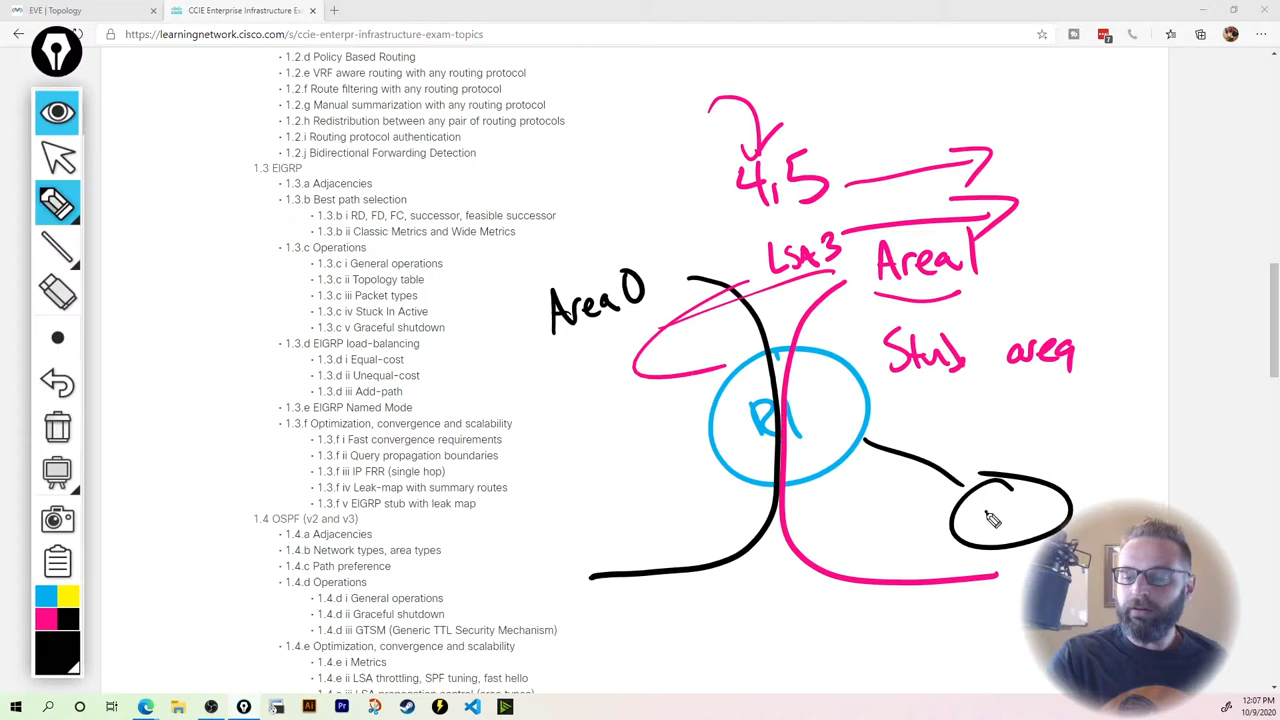 EVE | Topology
CCIE Enterprise Infrastructure Exa
https://learningnetwork.cisco.com/s/ccie-enterpr-infrastructure-exam-topics
• 1.2.d Policy Based Routing
• 1.2.e VRF aware routing with any routing protocol
• 1.2.f Route filtering with any routing protocol
• 1.2.g Manual summarization with any routing protocol
• 1.2.h Redistribution between any pair of routing protocols
• 1.2.i Routing protocol authentication
• 1.2.j Bidirectional Forwarding Detection
1.3 EIGRP
• 1.3.a Adjacencies
• 1.3.b Best path selection
• 1.3.b i RD, FD, FC, successor, feasible successor
• 1.3.b ii Classic Metrics and Wide Metrics
• 1.3.c Operations
• 1.3.c i General operations
• 1.3.c ii Topology table
• 1.3.c iii Packet types
• 1.3.c iv Stuck In Active
• 1.3.c v Graceful shutdown
• 1.3.d EIGRP load-balancing
• 1.3.d i Equal-cost
• 1.3.d ii Unequal-cost
• 1.3.d iii Add-path
• 1.3.e EIGRP Named Mode
• 1.3.f Optimization, convergence and scalability
• 1.3.f i Fast convergence requirements
• 1.3.f ii Query propagation boundaries
• 1.3.f iii IP FRR (single hop)
• 1.3.f iv Leak-map with summary routes
• 1.3.f v EIGRP stub with leak map
1.4 OSPF (v2 and v3)
• 1.4.a Adjacencies
• 1.4.b Network types, area types
• 1.4.c Path preference
• 1.4.d Operations
• 1.4.d i General operations
• 1.4.d ii Graceful shutdown
• 1.4.d iii GTSM (Generic TTL Security Mechanism)
• 1.4.e Optimization, convergence and scalability
• 1.4.e i Metrics
• 1.4.e ii LSA throttling, SPF tuning, fast hello
• 1.4.e iii LSA propagation control (area types)
4,5
LSA3
Area 1
Area 0
Stub area
R1
7
Ai
Pr
12:07 PM
10/9/2020